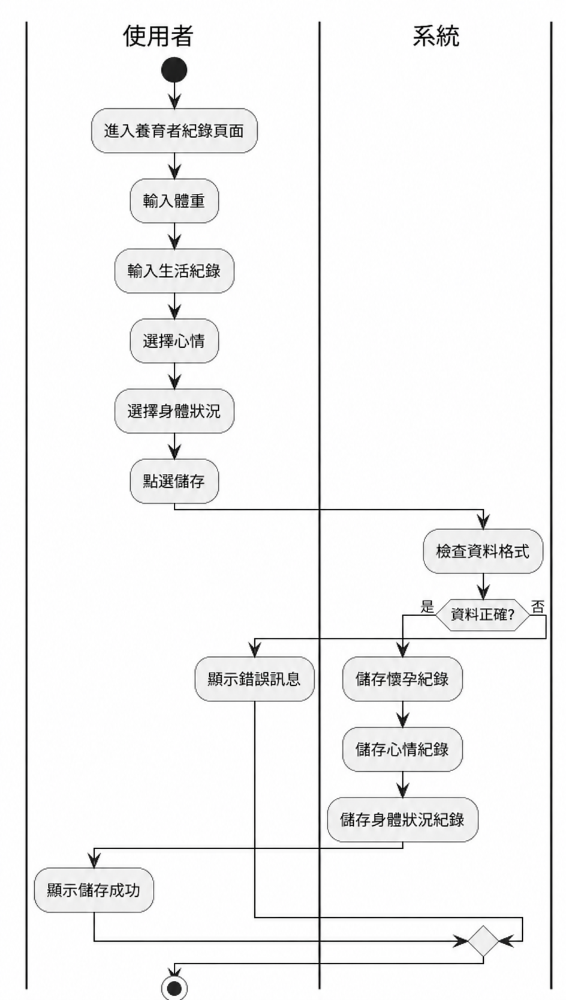 使用者
系統
進入養育者紀錄頁面
輸入體重
輸入生活紀錄
選擇心情
選擇身體狀況
點選儲存
檢查資料格式
是
資料正確?
否
顯示錯誤訊息
儲存懷孕紀錄
儲存心情紀錄
儲存身體狀況紀錄
顯示儲存成功